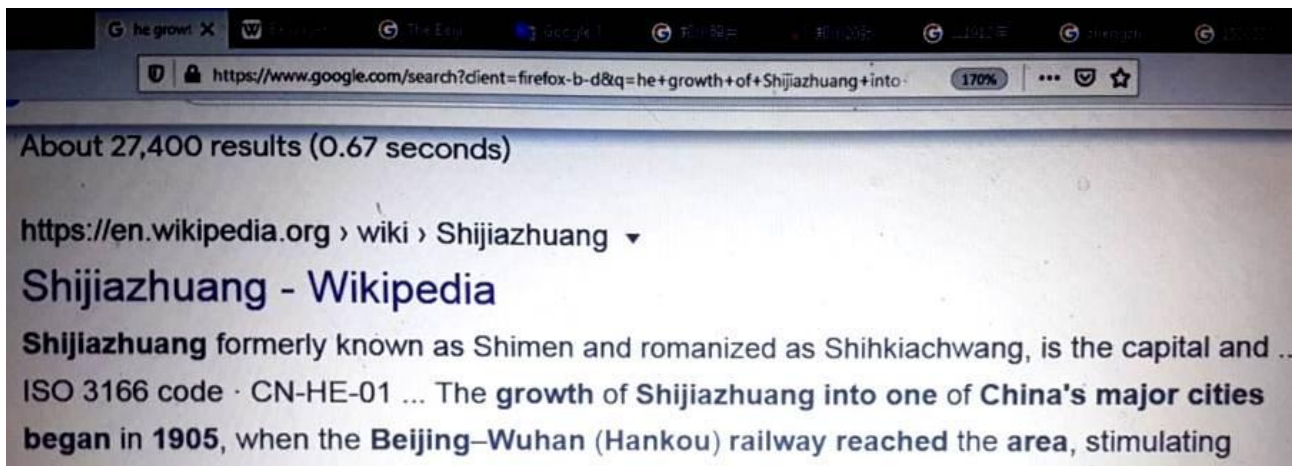 he growt
https://www.google.com/search?client=firefox-b-d&q=he+growth+of+Shijiazhuang+into 170%
About 27,400 results (0.67 seconds)
https://en.wikipedia.org › wiki › Shijiazhuang
Shijiazhuang - Wikipedia
Shijiazhuang formerly known as Shimen and romanized as Shihkiachwang, is the capital and ..
ISO 3166 code · CN-HE-01 ... The growth of Shijiazhuang into one of China's major cities
began in 1905, when the Beijing–Wuhan (Hankou) railway reached the area, stimulating